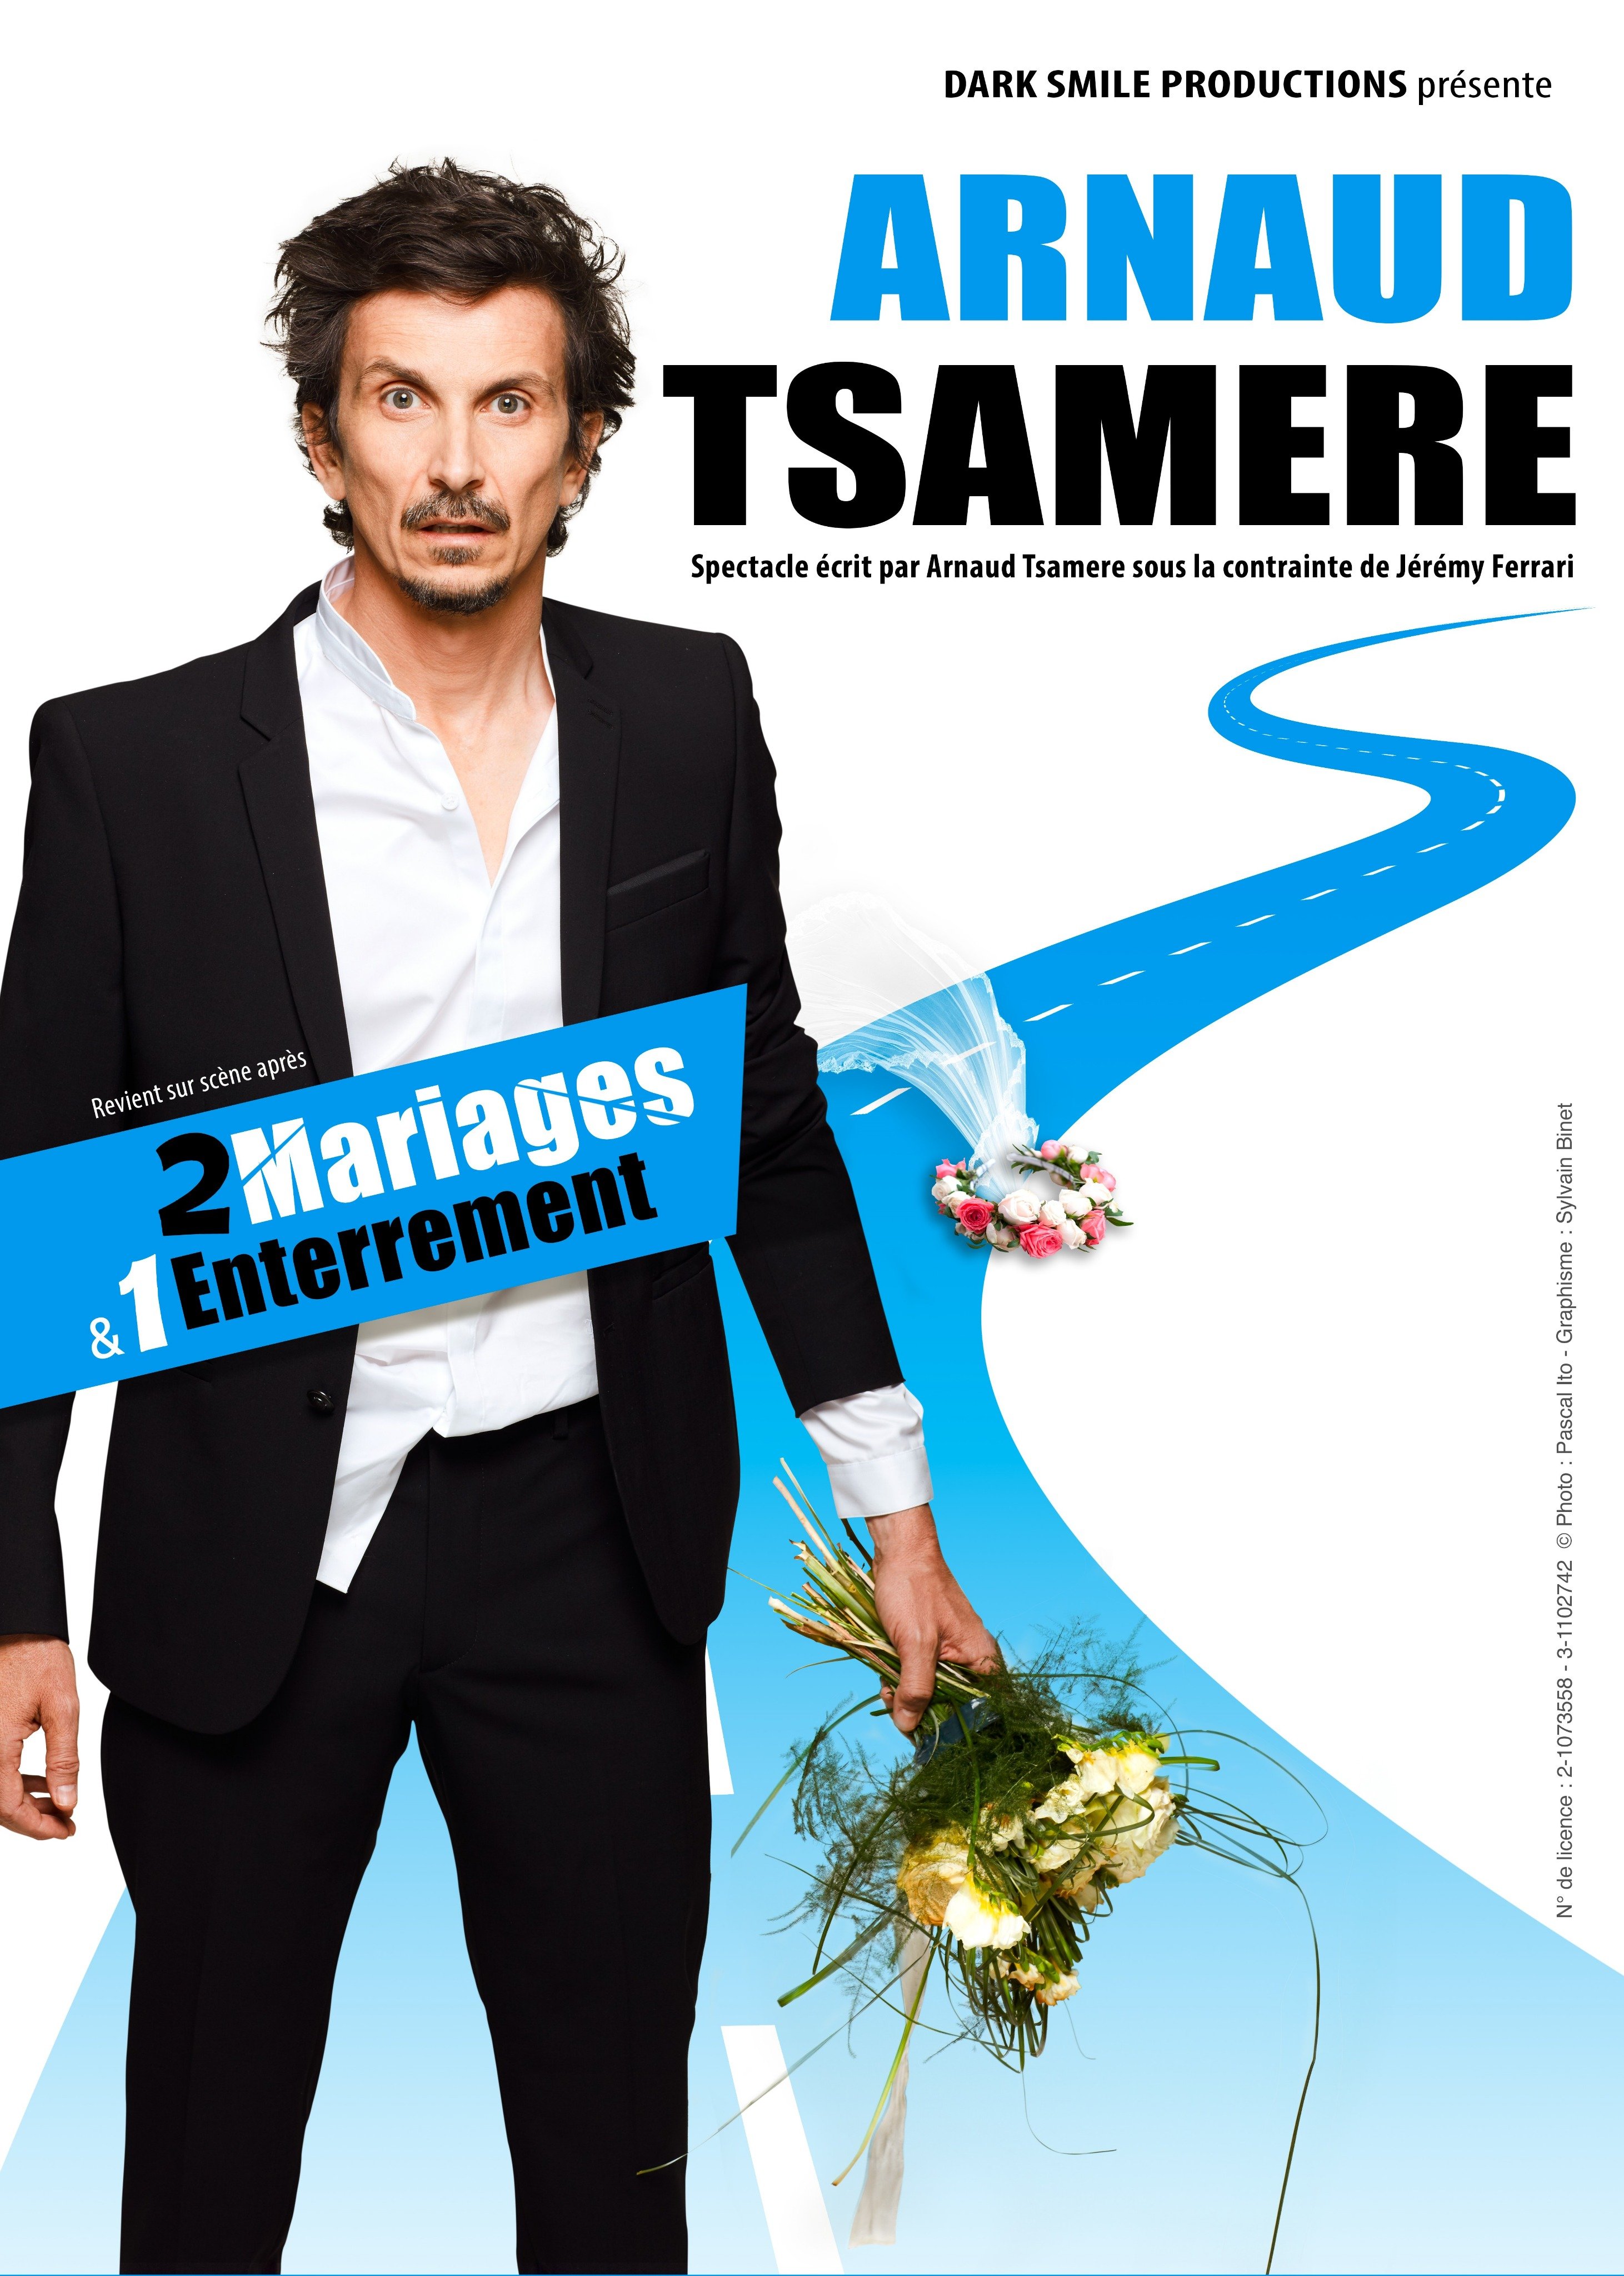 DARK SMILE PRODUCTIONS présente
ARNAUD
TSAMERE
Spectacle écrit par Arnaud Tsamere sous la contrainte de Jérémy Ferrari
Revient sur scène après
2 Mariages
& 1 Enterrement
N° de licence : 2-1073558 - 3-1102742 © Photo : Pascal Ito - Graphisme : Sylvain Binet